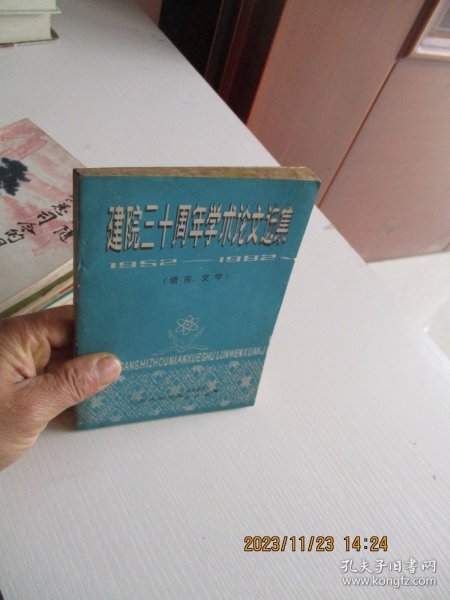 建院三十周年学术论文选集
1952—1982
(语言、文学)
SANSHIZHOUNIANXUESHULUNWENXUANJ
2023/11/23 14:24
孔夫子旧书网
www.kongfz.com